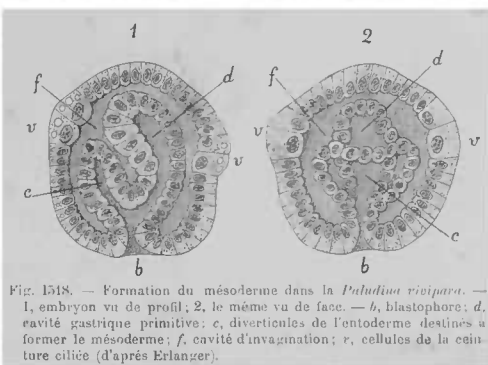 1
2
f
d
v
v
c
b
f
d
v
v
c
b
Fig. 1518. — Formation du mésoderme dans la Paludina vivipara. —
1, embryon vu de profil; 2, le même vu de face. — b, blastophore; d,
cavité gastrique primitive; c, diverticules de l'entoderme destinés à
former le mésoderme; f, cavité d'invagination; v, cellules de la cein
ture ciliée (d'après Erlanger).